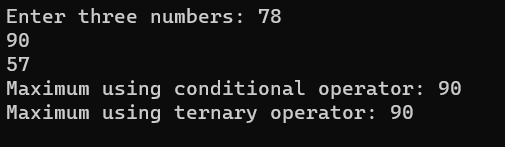 Enter three numbers: 78
90
57
Maximum using conditional operator: 90
Maximum using ternary operator: 90